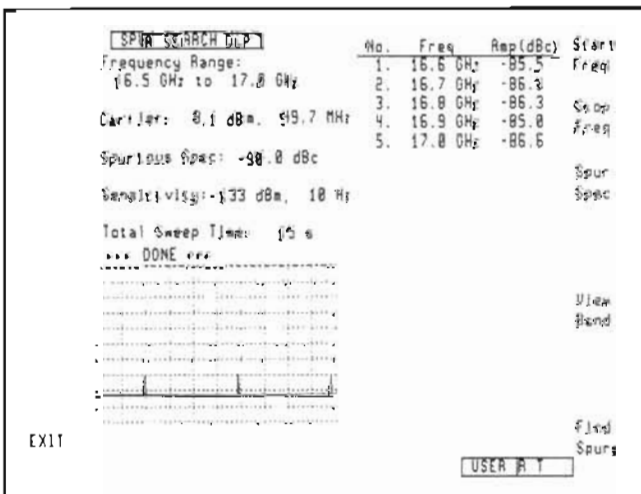 SPUR SEARCH DLP
Frequency Range:
16.5 GHz to 17.0 GHz
Carrier: 0.1 dBm, 99.7 MHz
Spurious Spec: -90.0 dBc
Sensitivity:-133 dBm, 10 Hz
Total Sweep Time: 15 s
*** DONE ***
No. Freq Amp(dBc)
1. 16.6 GHz -85.5
2. 16.7 GHz -86.3
3. 16.8 GHz -86.3
4. 16.9 GHz -85.0
5. 17.0 GHz -86.6
Start
Freq
Stop
Freq
Spur
Spec
View
Band
Find
Spurs
EXIT
USER R T